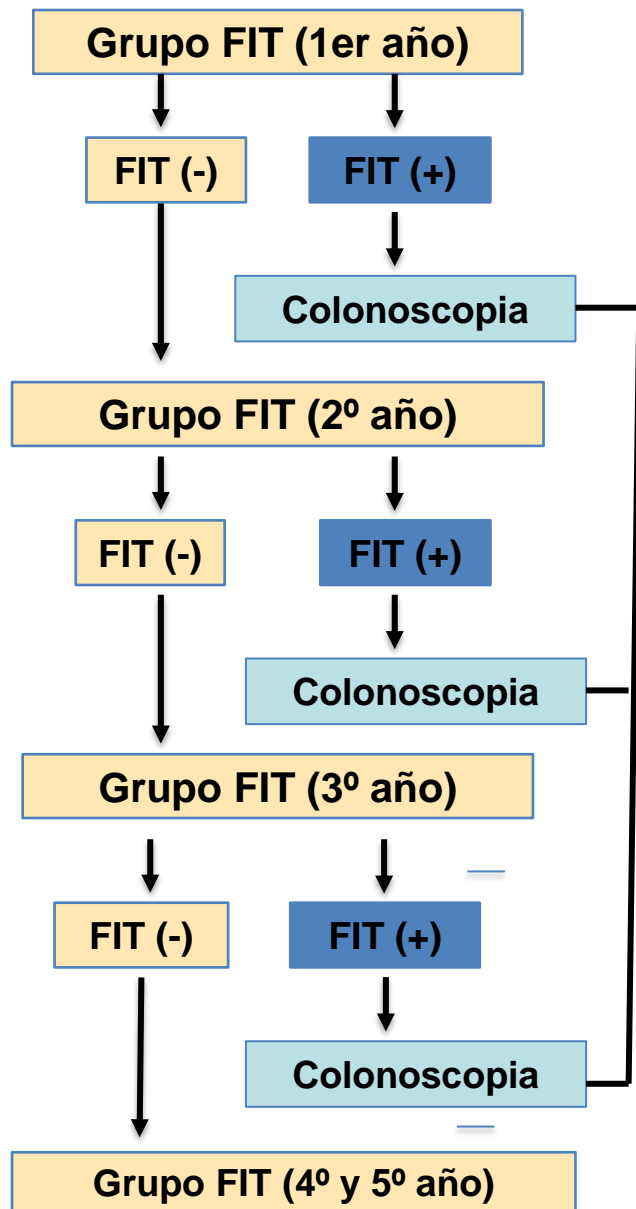 Grupo FIT (1er año)
FIT (-)
FIT (+)
Colonoscopia
Grupo FIT (2º año)
FIT (-)
FIT (+)
Colonoscopia
Grupo FIT (3º año)
FIT (-)
FIT (+)
Colonoscopia
Grupo FIT (4º y 5º año)